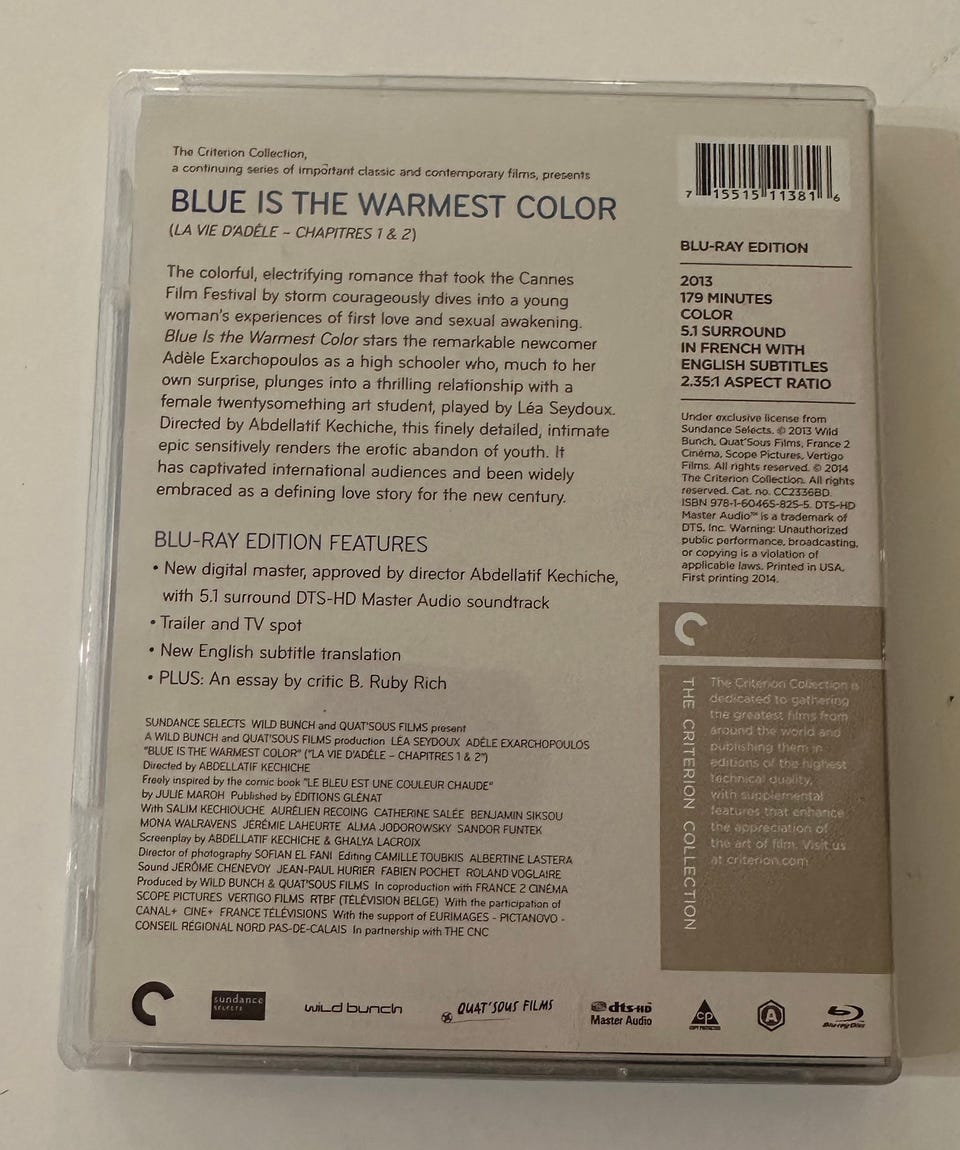 The Criterion Collection,
a continuing series of important classic and contemporary films, presents
BLUE IS THE WARMEST COLOR
(LA VIE D'ADÈLE – CHAPITRES 1 & 2)
The colorful, electrifying romance that took the Cannes
Film Festival by storm courageously dives into a young
woman's experiences of first love and sexual awakening.
Blue Is the Warmest Color stars the remarkable newcomer
Adèle Exarchopoulos as a high schooler who, much to her
own surprise, plunges into a thrilling relationship with a
female twentysomething art student, played by Léa Seydoux.
Directed by Abdellatif Kechiche, this finely detailed, intimate
epic sensitively renders the erotic abandon of youth. It
has captivated international audiences and been widely
embraced as a defining love story for the new century.
BLU-RAY EDITION FEATURES
• New digital master, approved by director Abdellatif Kechiche,
with 5.1 surround DTS-HD Master Audio soundtrack
• Trailer and TV spot
• New English subtitle translation
• PLUS: An essay by critic B. Ruby Rich
SUNDANCE SELECTS WILD BUNCH and QUAT'SOUS FILMS present
A WILD BUNCH and QUAT'SOUS FILMS production LÉA SEYDOUX ADÈLE EXARCHOPOULOS
"BLUE IS THE WARMEST COLOR" ("LA VIE D'ADÈLE – CHAPITRES 1 & 2")
Directed by ABDELLATIF KECHICHE
Freely inspired by the comic book "LE BLEU EST UNE COULEUR CHAUDE"
by JULIE MAROH Published by ÉDITIONS GLÉNAT
With SALIM KECHIOUCHE AURÉLIEN RECOING CATHERINE SALÉE BENJAMIN SIKSOU
MONA WALRAVENS JÉRÉMIE LAHEURTE ALMA JODOROWSKY SANDOR FUNTEK
Screenplay by ABDELLATIF KECHICHE & GHALYA LACROIX
Director of photography SOFIAN EL FANI Editing CAMILLE TOUBKIS ALBERTINE LASTERA
Sound JÉRÔME CHENEVOY JEAN-PAUL HURIER FABIEN POCHET ROLAND VOGLAIRE
Produced by WILD BUNCH & QUAT'SOUS FILMS In coproduction with FRANCE 2 CINÉMA
SCOPE PICTURES VERTIGO FILMS RTBF (TÉLÉVISION BELGE) With the participation of
CANAL+ CINE+ FRANCE TÉLÉVISIONS With the support of EURIMAGES - PICTANOVO -
CONSEIL RÉGIONAL NORD PAS-DE-CALAIS In partnership with THE CNC
7 15515 11381 6
BLU-RAY EDITION
2013
179 MINUTES
COLOR
5.1 SURROUND
IN FRENCH WITH
ENGLISH SUBTITLES
2.35:1 ASPECT RATIO
Under exclusive license from
Sundance Selects. © 2013 Wild
Bunch, Quat'Sous Films, France 2
Cinéma, Scope Pictures, Vertigo
Films. All rights reserved. © 2014
The Criterion Collection. All rights
reserved. Cat. no. CC2336BD.
ISBN 978-1-60465-825-5. DTS-HD
Master Audio™ is a trademark of
DTS, Inc. Warning: Unauthorized
public performance, broadcasting,
or copying is a violation of
applicable laws. Printed in USA.
First printing 2014.
THE CRITERION COLLECTION
The Criterion Collection is
dedicated to gathering
the greatest films from
around the world and
publishing them in
editions of the highest
technical quality,
with supplemental
features that enhance
the appreciation of
the art of film. Visit us
at criterion.com
sundance
SELECTS
wild bunch
QUAT'SOUS FILMS
dts-HD
Master Audio
CP
COPY PROTECTED
A
Blu-ray Disc